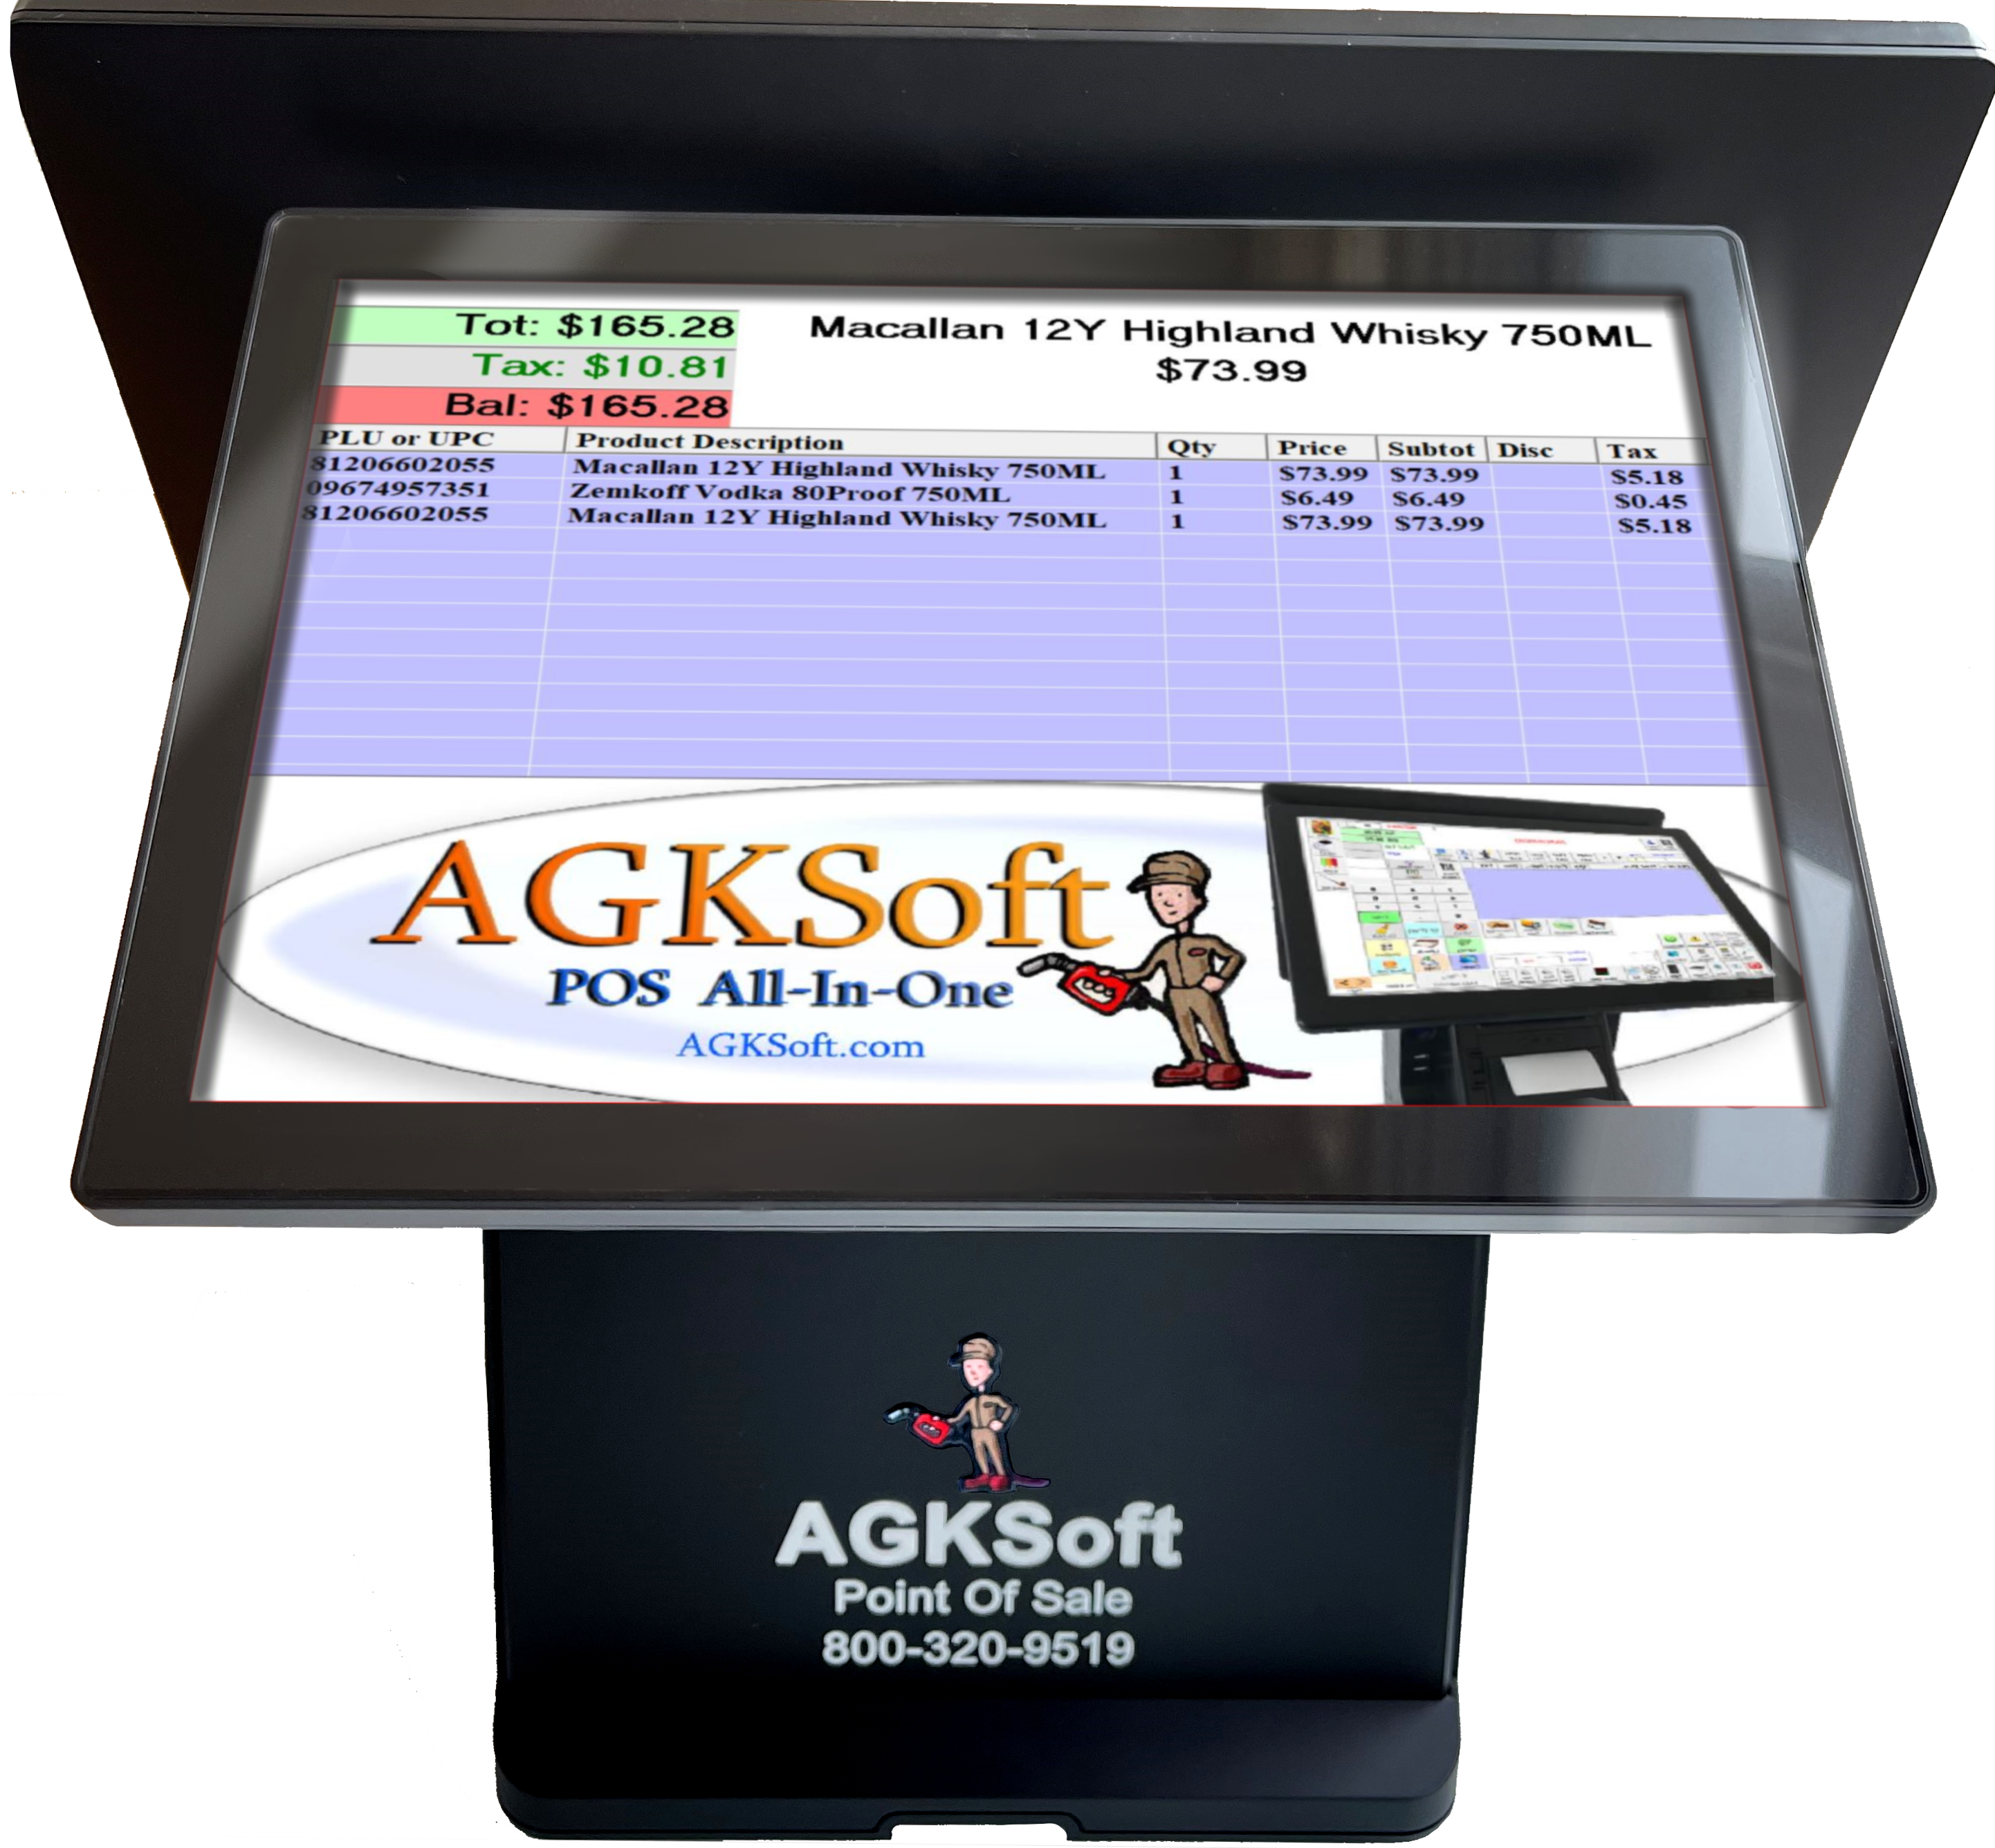 Tot: $165.28
Tax: $10.81
Bal: $165.28
Macallan 12Y Highland Whisky 750ML
$73.99
PLU or UPC Product Description Qty Price Subtot Disc Tax
81206602055 Macallan 12Y Highland Whisky 750ML 1 $73.99 $73.99 $5.18
09674957351 Zemkoff Vodka 80Proof 750ML 1 $6.49 $6.49 $0.45
81206602055 Macallan 12Y Highland Whisky 750ML 1 $73.99 $73.99 $5.18
AGKSoft
POS All-In-One
AGKSoft.com
AGKSoft
Point Of Sale
800-320-9519